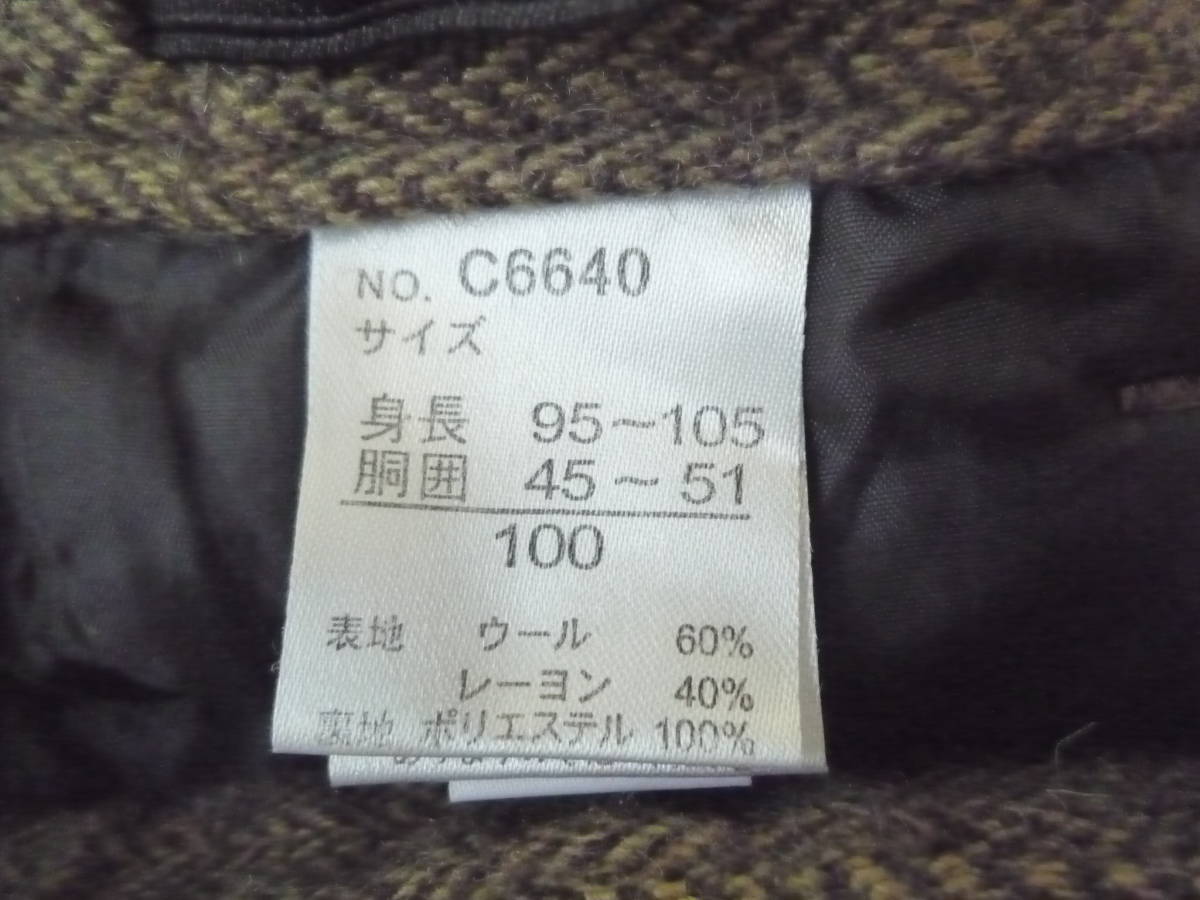 NO. C6640
サイズ
身長 95～105
胴囲 45～51
100
表地 ウール 60%
レーヨン 40%
裏地 ポリエステル 100%